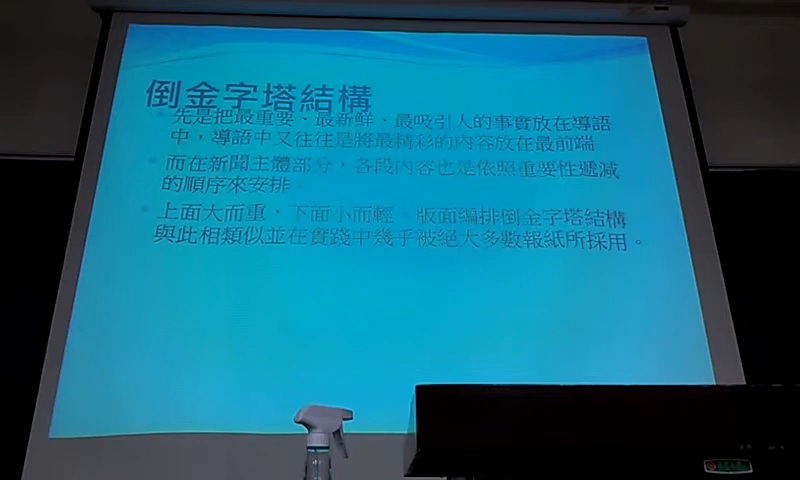 倒金字塔結構
先是把最重要、最新鮮、最吸引人的事實放在導語
中，導語中又往往是將最精彩的內容放在最前端
而在新聞主體部分，各段內容也是依照重要性遞減
的順序來安排
上面大而重，下面小而輕。版面編排倒金字塔結構
與此相類似並在實踐中幾乎被絕大多數報紙所採用。